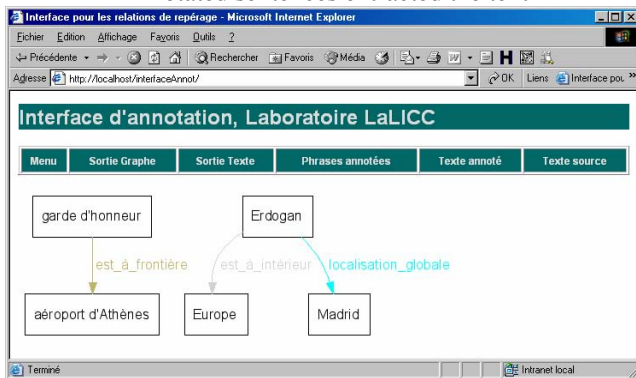 Interface pour les relations de repérage - Microsoft Internet Explorer
Fichier Edition Affichage Favoris Outils ?
Précédente Rechercher Favoris Média
Adresse http://localhost/interfaceAnnot/ OK Liens Interface pou »
Interface d'annotation, Laboratoire LaLICC
Menu Sortie Graphe Sortie Texte Phrases annotées Texte annoté Texte source
garde d'honneur Erdogan
est_à_frontière est_à_intérieur localisation_globale
aéroport d'Athènes Europe Madrid
Terminé Intranet local